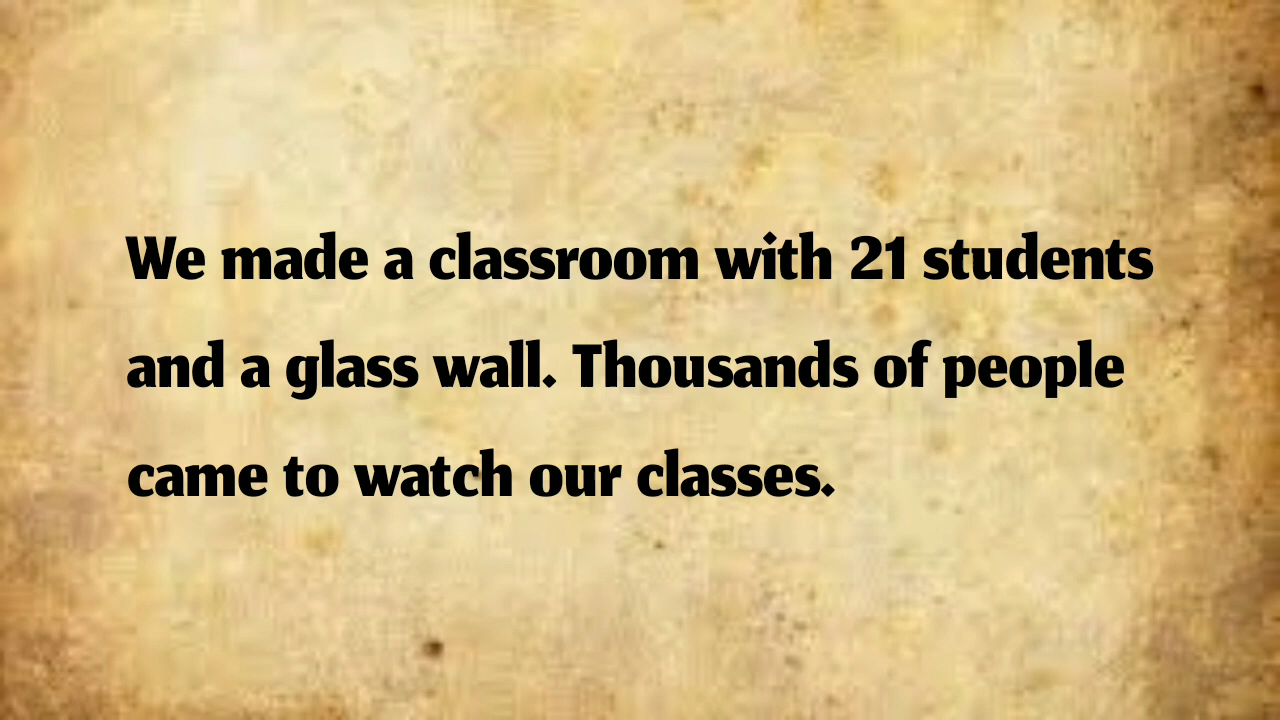 We made a classroom with 21 students
and a glass wall. Thousands of people
came to watch our classes.